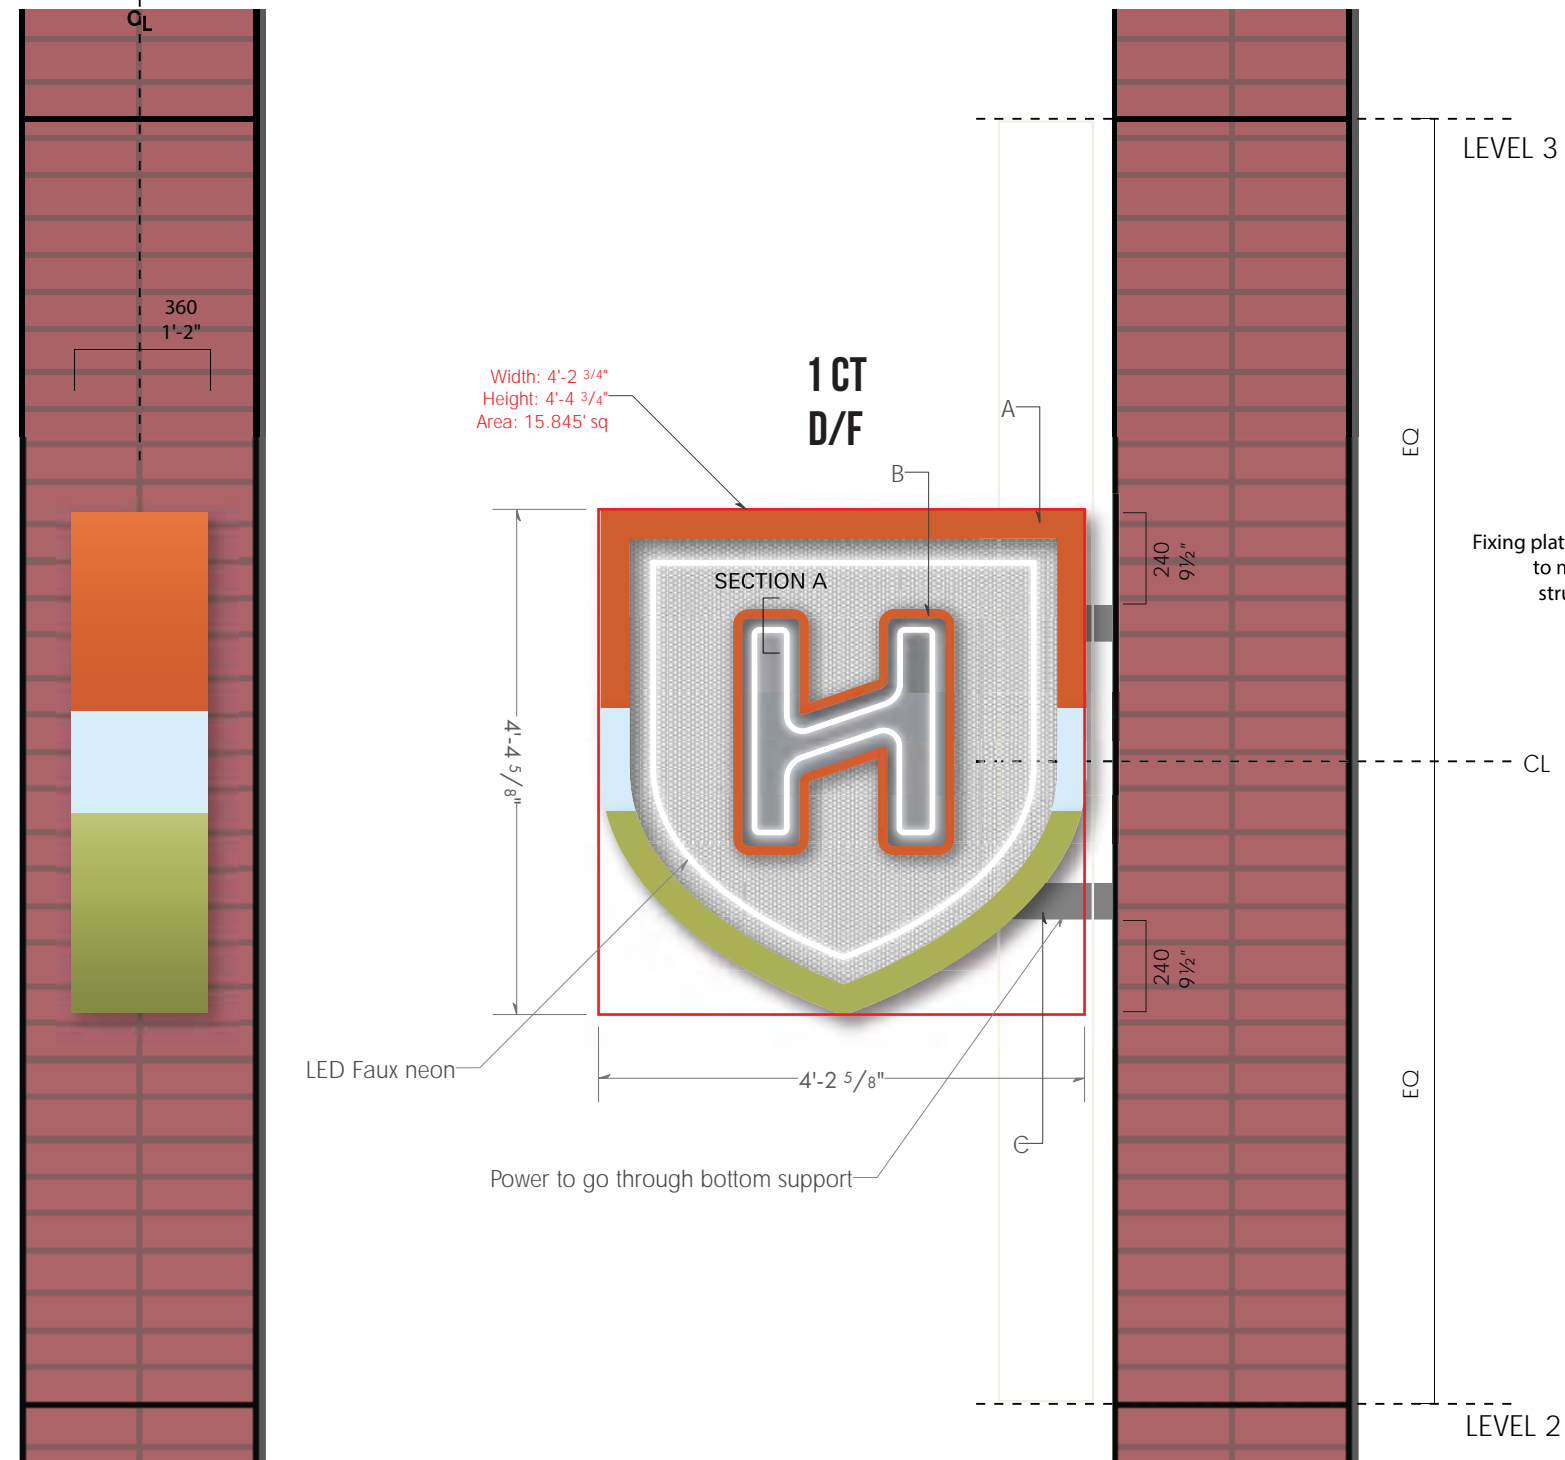 CL
LEVEL 3
360
1'-2"
1 CT
D/F
Width: 4'-2 3/4"
Height: 4'-4 3/4"
Area: 15.845' sq
A
B
EQ
240
9½"
Fixing plat
to m
stru
SECTION A
H
4'-4 5/8"
CL
240
9½"
LED Faux neon
4'-2 5/8"
EQ
C
Power to go through bottom support
LEVEL 2